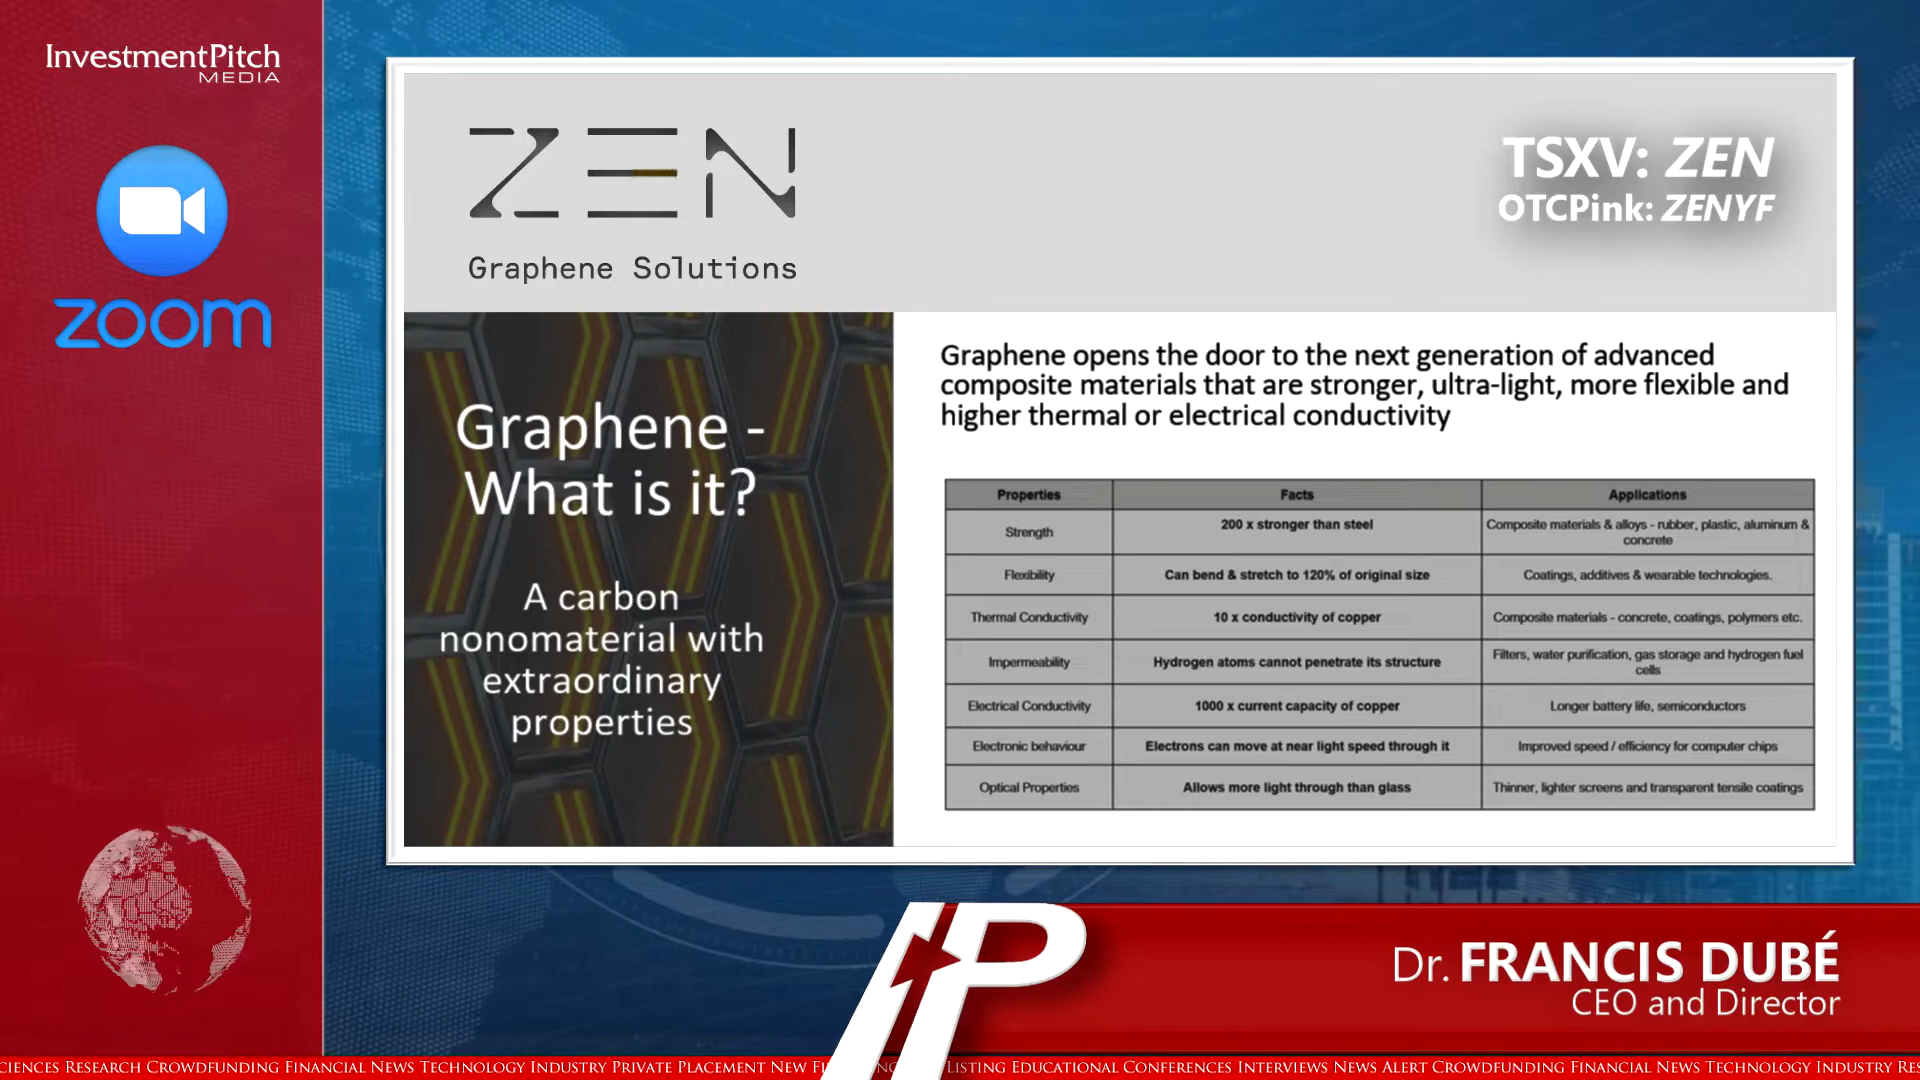 InvestmentPitch
MEDIA
zoom
ZEN
Graphene Solutions
TSXV: ZEN
OTCPink: ZENYF
Graphene -
What is it?
A carbon
nonomaterial with
extraordinary
properties
Graphene opens the door to the next generation of advanced
composite materials that are stronger, ultra-light, more flexible and
higher thermal or electrical conductivity
Properties Facts Applications
Strength 200 x stronger than steel Composite materials & alloys - rubber, plastic, aluminum &
concrete
Flexibility Can bend & stretch to 120% of original size Coatings, additives & wearable technologies.
Thermal Conductivity 10 x conductivity of copper Composite materials - concrete, coatings, polymers etc.
Impermeability Hydrogen atoms cannot penetrate its structure Filters, water purification, gas storage and hydrogen fuel
cells
Electrical Conductivity 1000 x current capacity of copper Longer battery life, semiconductors
Electronic behaviour Electrons can move at near light speed through it Improved speed / efficiency for computer chips
Optical Properties Allows more light through than glass Thinner, lighter screens and transparent tensile coatings
IP
Dr. FRANCIS DUBÉ
CEO and Director
CIENCES RESEARCH CROWDFUNDING FINANCIAL NEWS TECHNOLOGY INDUSTRY PRIVATE PLACEMENT NEW LISTING EDUCATIONAL CONFERENCES INTERVIEWS NEWS ALERT CROWDFUNDING FINANCIAL NEWS TECHNOLOGY INDUSTRY RES